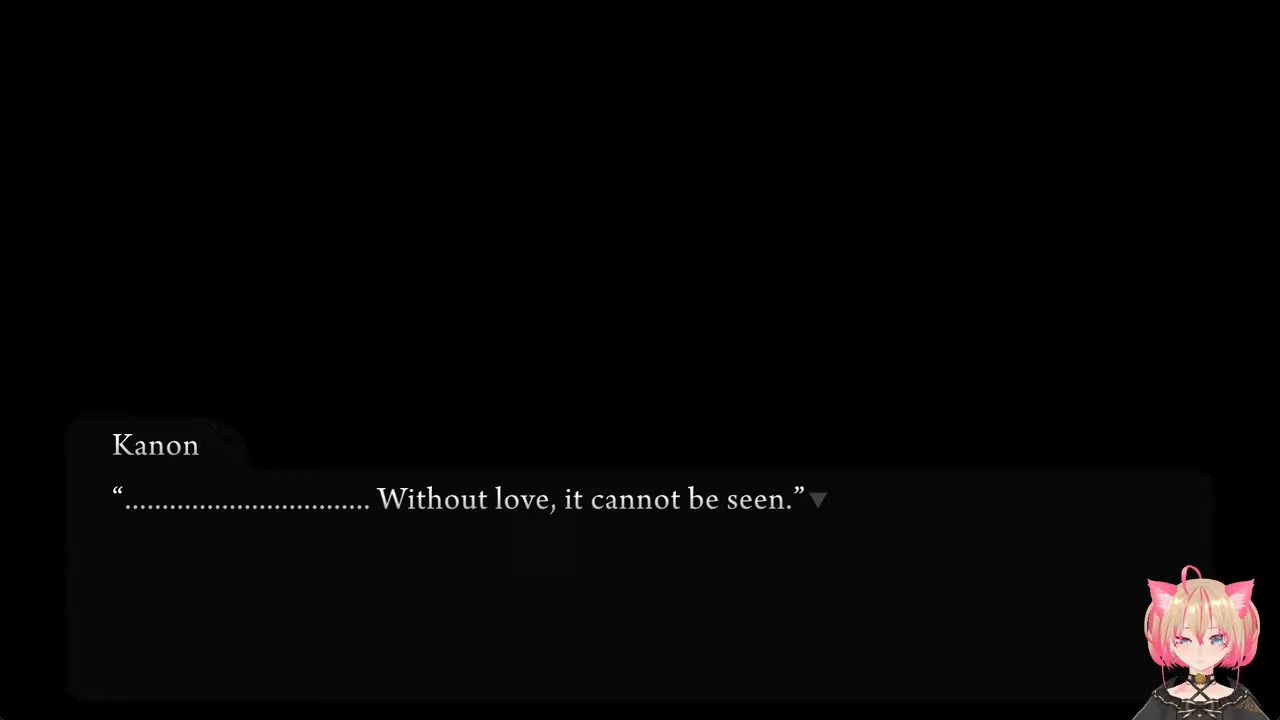 Kanon
“................................. Without love, it cannot be seen.”